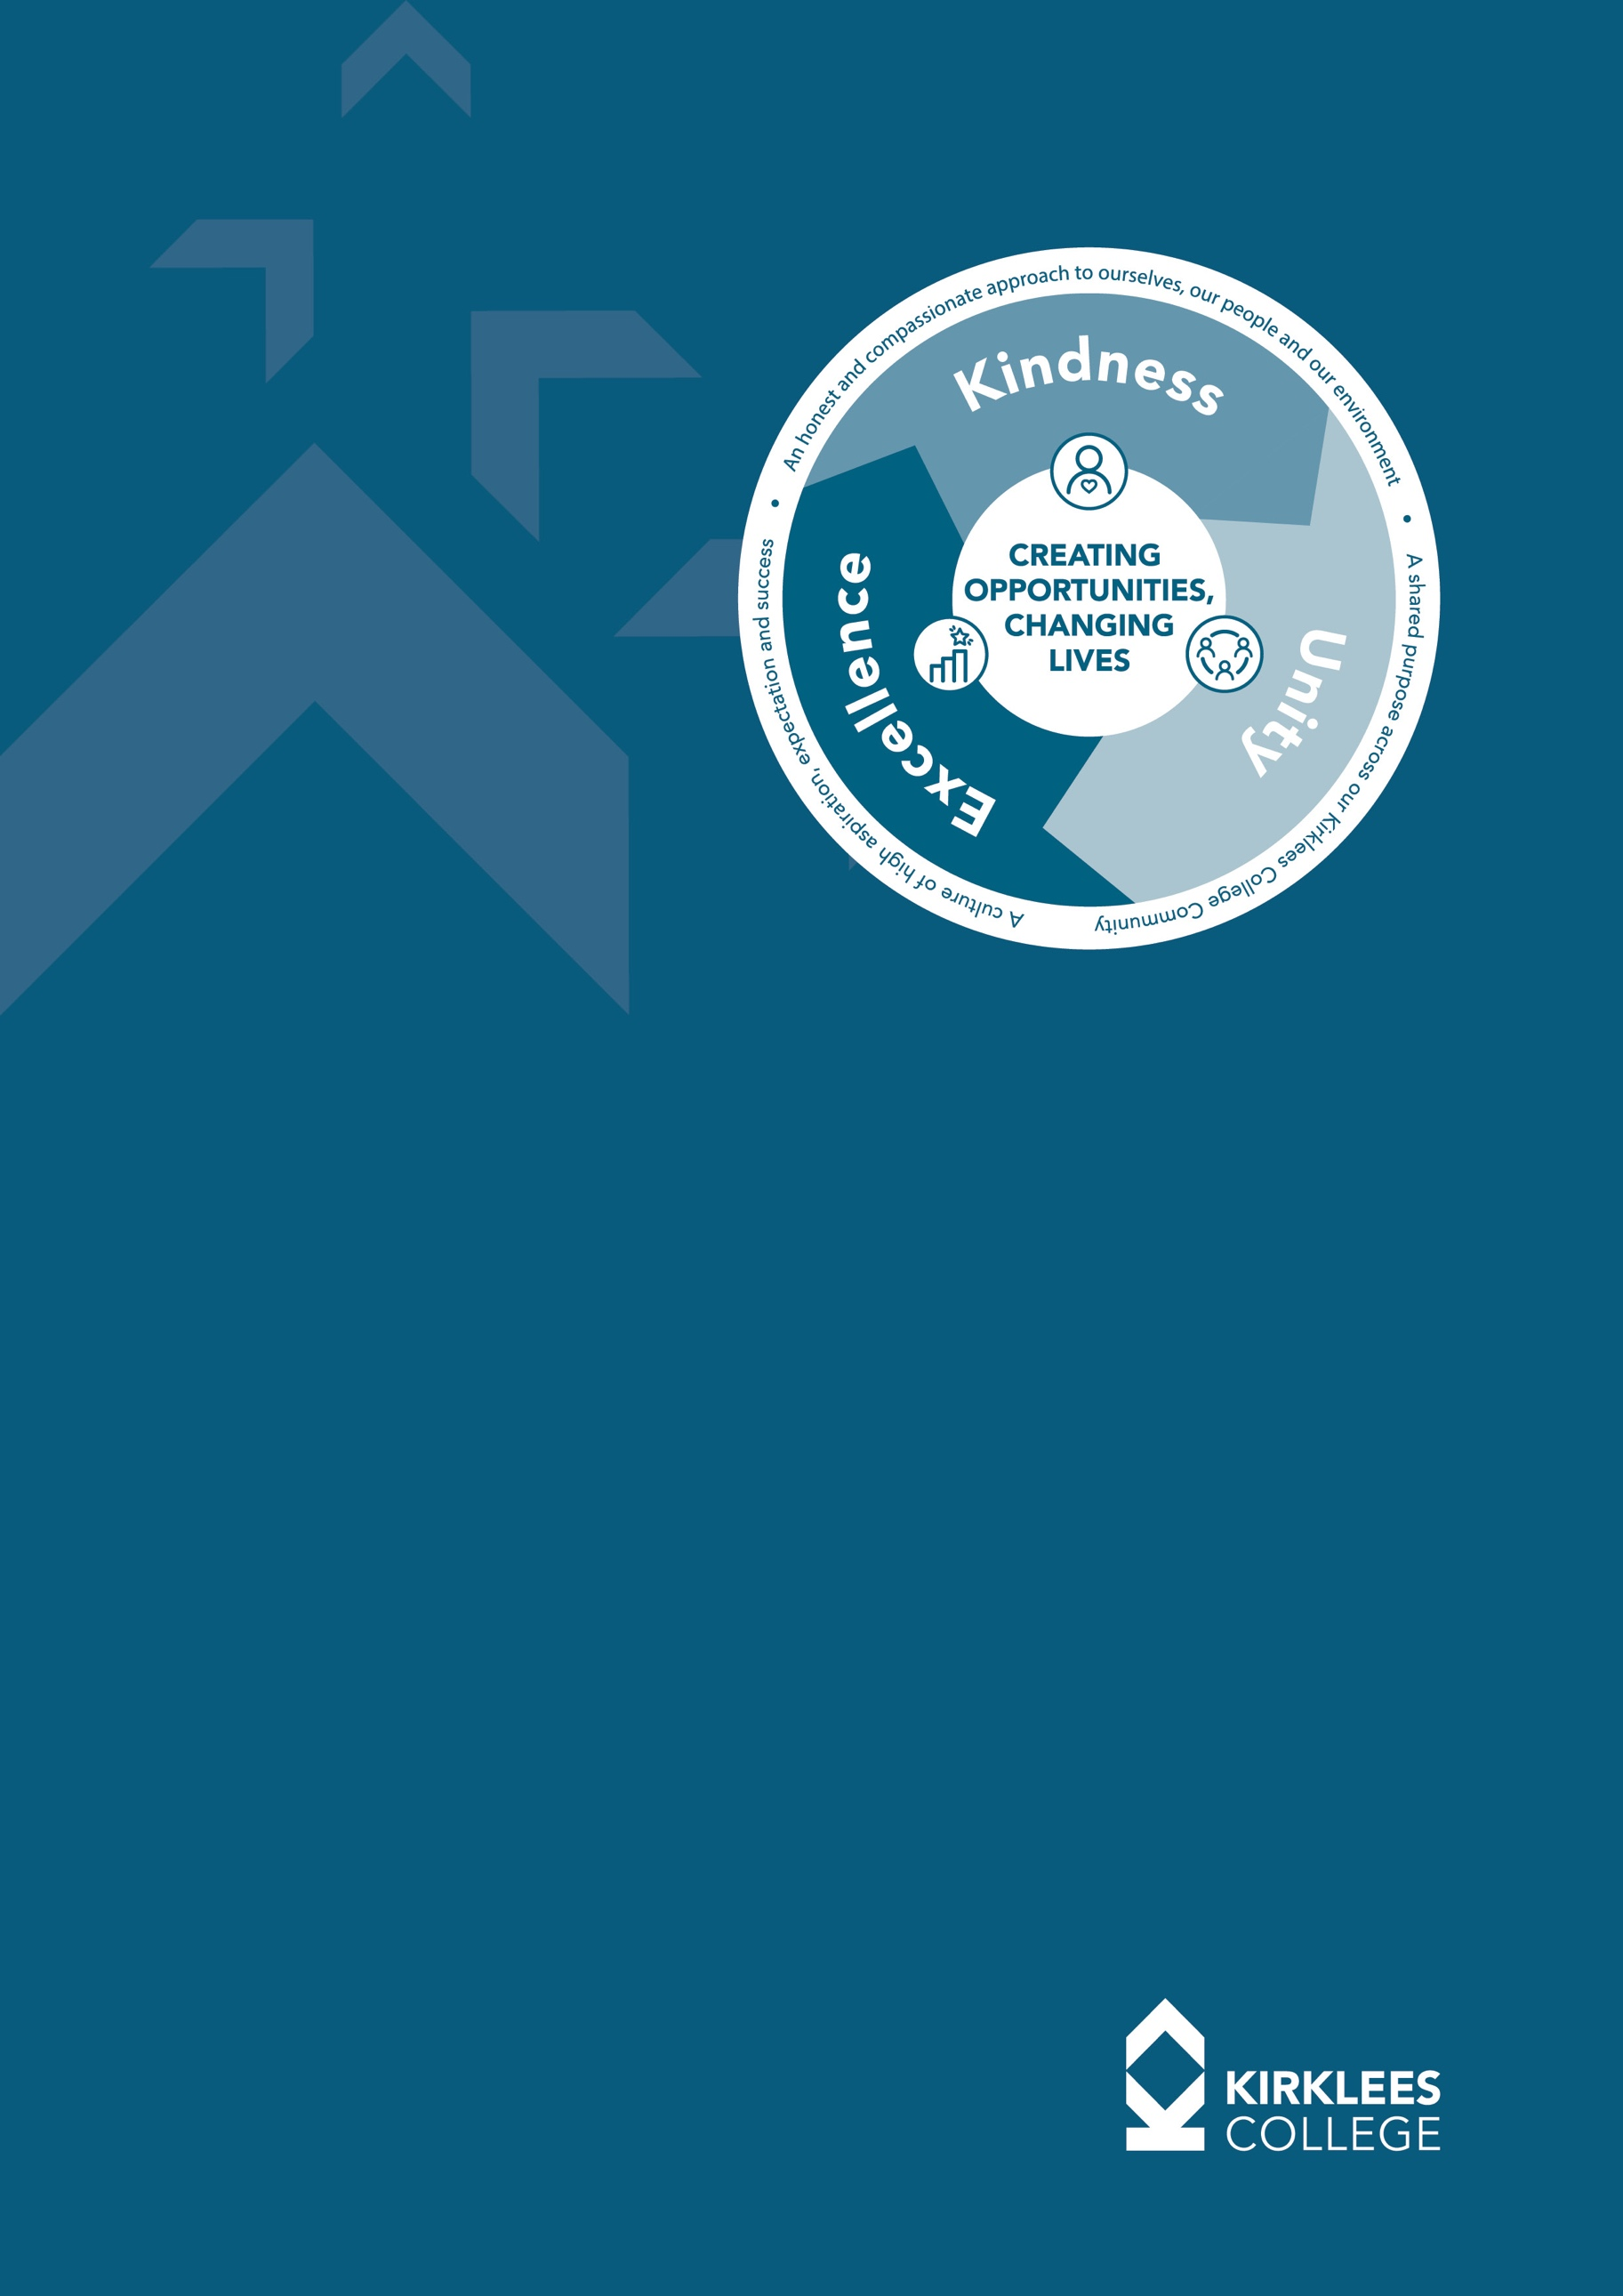 An honest and compassionate approach to ourselves, our people and our environment
•
A shared purpose across our Kirklees College Community
A culture of high aspiration, expectation and success
•
Kindness
Unity
Excellence
CREATING
OPPORTUNITIES,
CHANGING
LIVES
KIRKLEES
COLLEGE